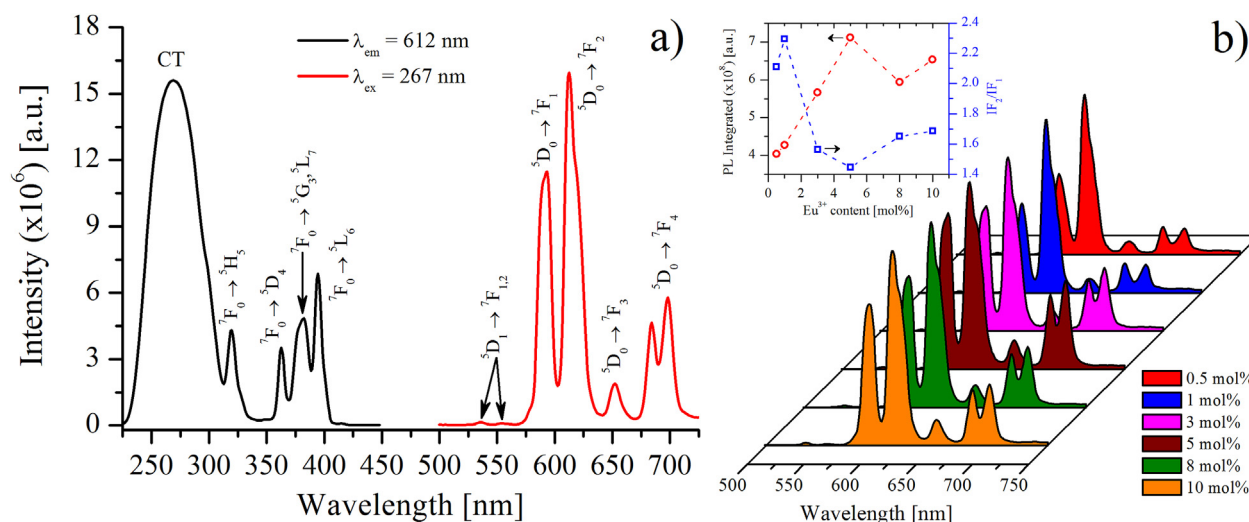 a)
18
15
12
9
6
3
0
Intensity (x10⁶) [a.u.]
250 300 350 400 450 500 550 600 650 700
Wavelength [nm]
CT
λem = 612 nm
λex = 267 nm
⁷F₀→⁵H₅
⁷F₀→⁵D₄
⁷F₀→⁵G₃,⁵L₇
⁷F₀→⁵L₆
⁵D₁→⁷F₁,₂
⁵D₀→⁷F₁
⁵D₀→⁷F₂
⁵D₀→⁷F₃
⁵D₀→⁷F₄
b)
7
6
5
4
PL Integrated (x10⁸) [a.u.]
2.4
2.2
2.0
1.8
1.6
1.4
IF₂/IF₁
0 2 4 6 8 10
Eu³⁺ content [mol%]
0.5 mol%
1 mol%
3 mol%
5 mol%
8 mol%
10 mol%
500 550 600 650 700 750
Wavelength [nm]